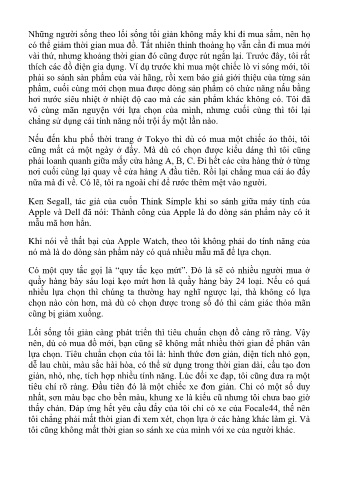 Những người sống theo lối sống tối giản không mấy khi đi mua sắm, nên họ
có thể giảm thời gian mua đồ. Tất nhiên thỉnh thoảng họ vẫn cần đi mua mới
vài thứ, nhưng khoảng thời gian đó cũng được rút ngắn lại. Trước đây, tôi rất
thích các đồ điện gia dụng. Ví dụ trước khi mua một chiếc lò vi sóng mới, tôi
phải so sánh sản phẩm của vài hãng, rồi xem báo giá giới thiệu của từng sản
phẩm, cuối cùng mới chọn mua được dòng sản phẩm có chức năng nấu bằng
hơi nước siêu nhiệt ở nhiệt độ cao mà các sản phẩm khác không có. Tôi đã
vô cùng mãn nguyện với lựa chọn của mình, nhưng cuối cùng thì tôi lại
chẳng sử dụng cái tính năng nổi trội ấy một lần nào.
Nếu đến khu phố thời trang ở Tokyo thì dù có mua một chiếc áo thôi, tôi
cũng mất cả một ngày ở đấy. Mà dù có chọn được kiểu dáng thì tôi cũng
phải loanh quanh giữa mấy cửa hàng A, B, C. Đi hết các cửa hàng thử ở từng
nơi cuối cùng lại quay về cửa hàng A đầu tiên. Rồi lại chẳng mua cái áo đấy
nữa mà đi về. Có lẽ, tôi ra ngoài chỉ để rước thêm mệt vào người.
Ken Segall, tác giả của cuốn Think Simple khi so sánh giữa máy tính của
Apple và Dell đã nói: Thành công của Apple là do dòng sản phẩm này có ít
mẫu mã hơn hẳn.
Khi nói về thất bại của Apple Watch, theo tôi không phải do tính năng của
nó mà là do dòng sản phẩm này có quá nhiều mẫu mã để lựa chọn.
Có một quy tắc gọi là “quy tắc kẹo mứt”. Đó là sẽ có nhiều người mua ở
quầy hàng bày sáu loại kẹo mứt hơn là quầy hàng bày 24 loại. Nếu có quá
nhiều lựa chọn thì chúng ta thường hay nghĩ ngược lại, thà không có lựa
chọn nào còn hơn, mà dù có chọn được trong số đó thì cảm giác thỏa mãn
cũng bị giảm xuống.
Lối sống tối giản càng phát triển thì tiêu chuẩn chọn đồ càng rõ ràng. Vậy
nên, dù có mua đồ mới, bạn cũng sẽ không mất nhiều thời gian để phân vân
lựa chọn. Tiêu chuẩn chọn của tôi là: hình thức đơn giản, diện tích nhỏ gọn,
dễ lau chùi, màu sắc hài hòa, có thể sử dụng trong thời gian dài, cấu tạo đơn
giản, nhỏ, nhẹ, tích hợp nhiều tính năng. Lúc đổi xe đạp, tôi cũng đưa ra một
tiêu chí rõ ràng. Đầu tiên đó là một chiếc xe đơn giản. Chỉ có một số duy
nhất, sơn màu bạc cho bền màu, khung xe là kiểu cũ nhưng tôi chưa bao giờ
thấy chán. Đáp ứng hết yêu cầu đấy của tôi chỉ có xe của Focale44, thế nên
tôi chẳng phải mất thời gian đi xem xét, chọn lựa ở các hàng khác làm gì. Và
tôi cũng không mất thời gian so sánh xe của mình với xe của người khác.